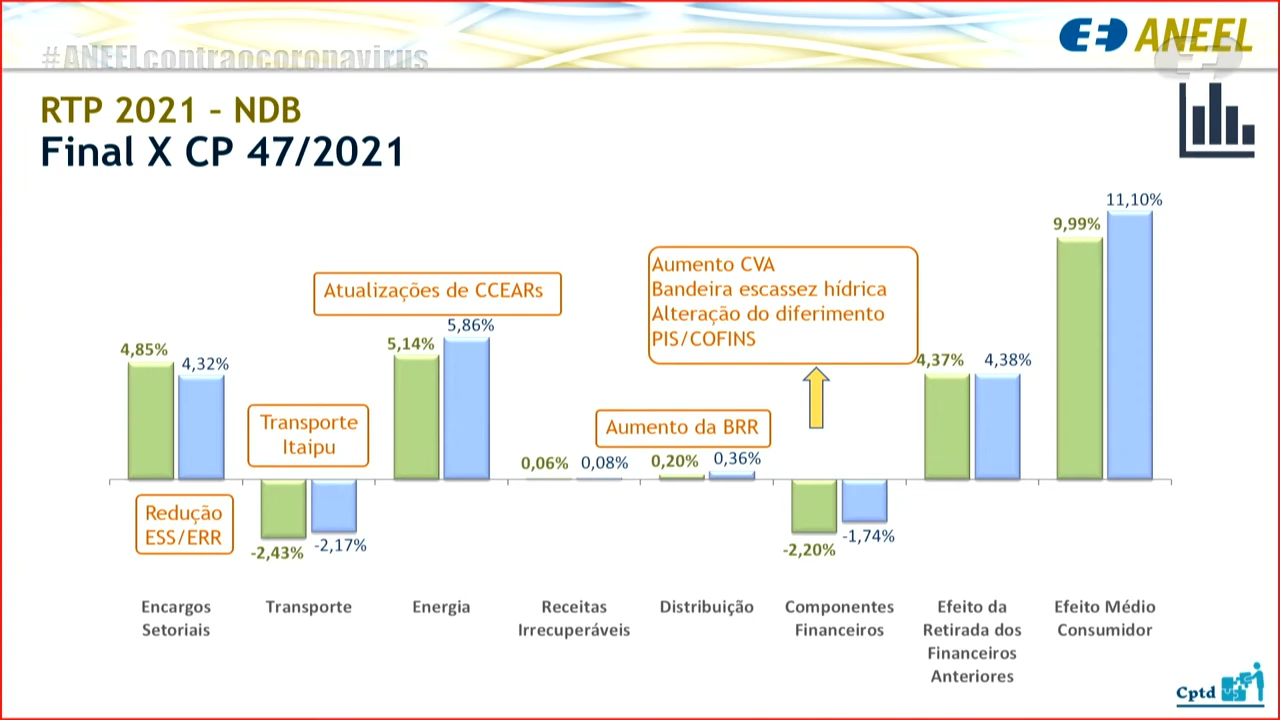 #ANEELcontraocoronavirus
ANEEL
RTP 2021 – NDB
Final X CP 47/2021
4,85%
4,32%
Redução
ESS/ERR
Transporte
Itaipu
-2,43%
-2,17%
Atualizações de CCEARs
5,14%
5,86%
0,06%
0,08%
Aumento da BRR
0,20%
0,36%
Aumento CVA
Bandeira escassez hídrica
Alteração do diferimento
PIS/COFINS
-2,20%
-1,74%
4,37%
4,38%
9,99%
11,10%
Encargos
Setoriais
Transporte
Energia
Receitas
Irrecuperáveis
Distribuição
Componentes
Financeiros
Efeito da
Retirada dos
Financeiros
Anteriores
Efeito Médio
Consumidor
Cptd